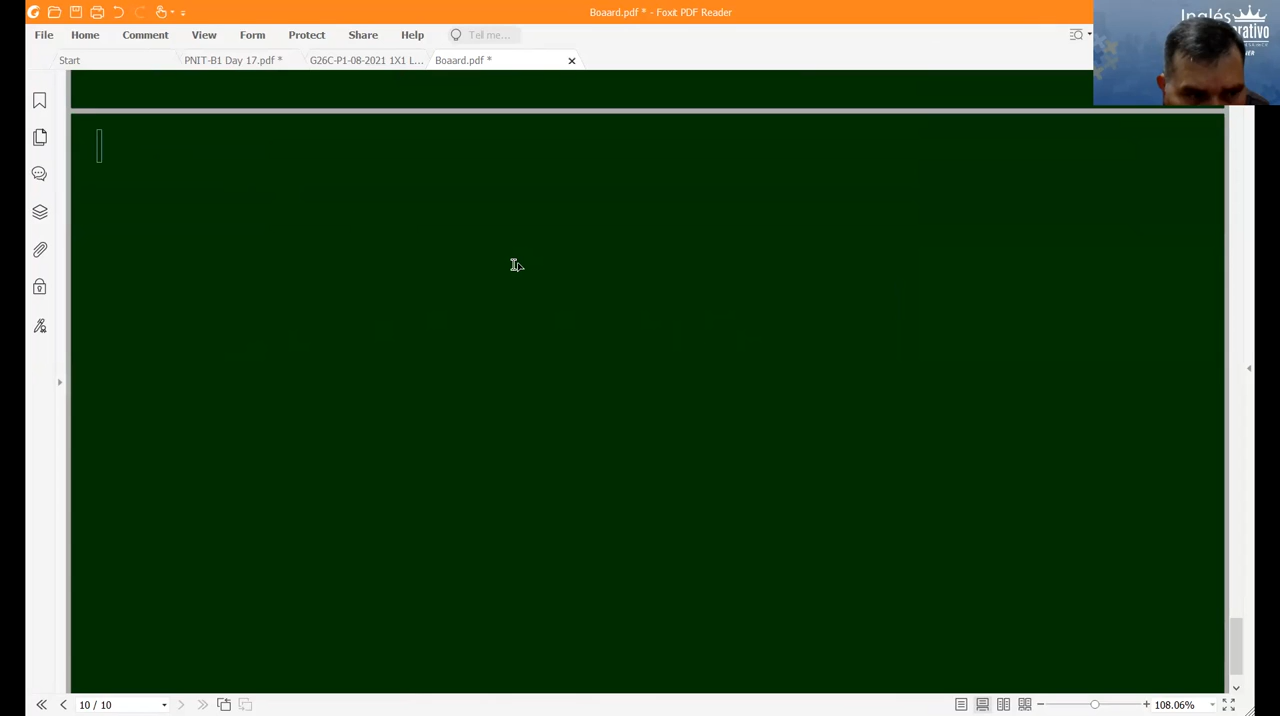 Boaard.pdf * - Foxit PDF Reader
File Home Comment View Form Protect Share Help Tell me...
Start PNIT-B1 Day 17.pdf * G26C-P1-08-2021 1X1 L... Boaard.pdf *
Inglés
10 / 10
108.06%